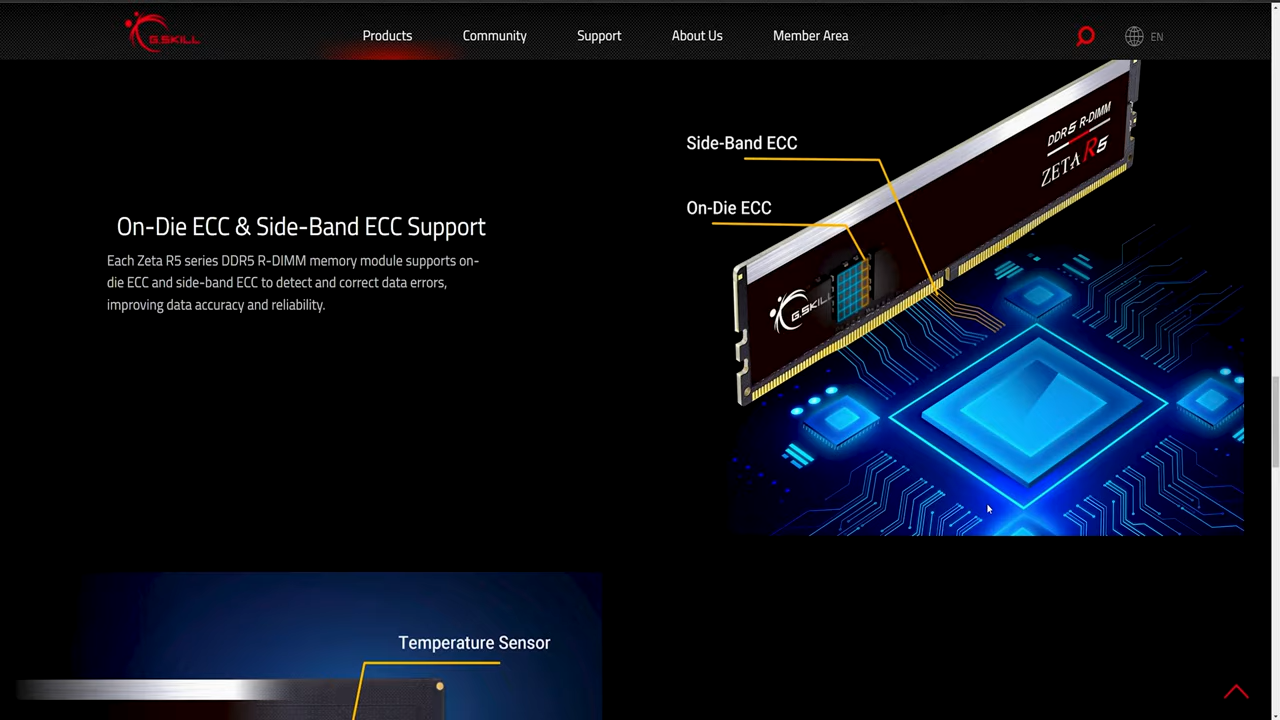 G.SKILL
Products
Community
Support
About Us
Member Area
EN
Side-Band ECC
On-Die ECC
DDR5 R-DIMM
ZETA R5
G.SKILL
On-Die ECC & Side-Band ECC Support
Each Zeta R5 series DDR5 R-DIMM memory module supports on-
die ECC and side-band ECC to detect and correct data errors,
improving data accuracy and reliability.
Temperature Sensor